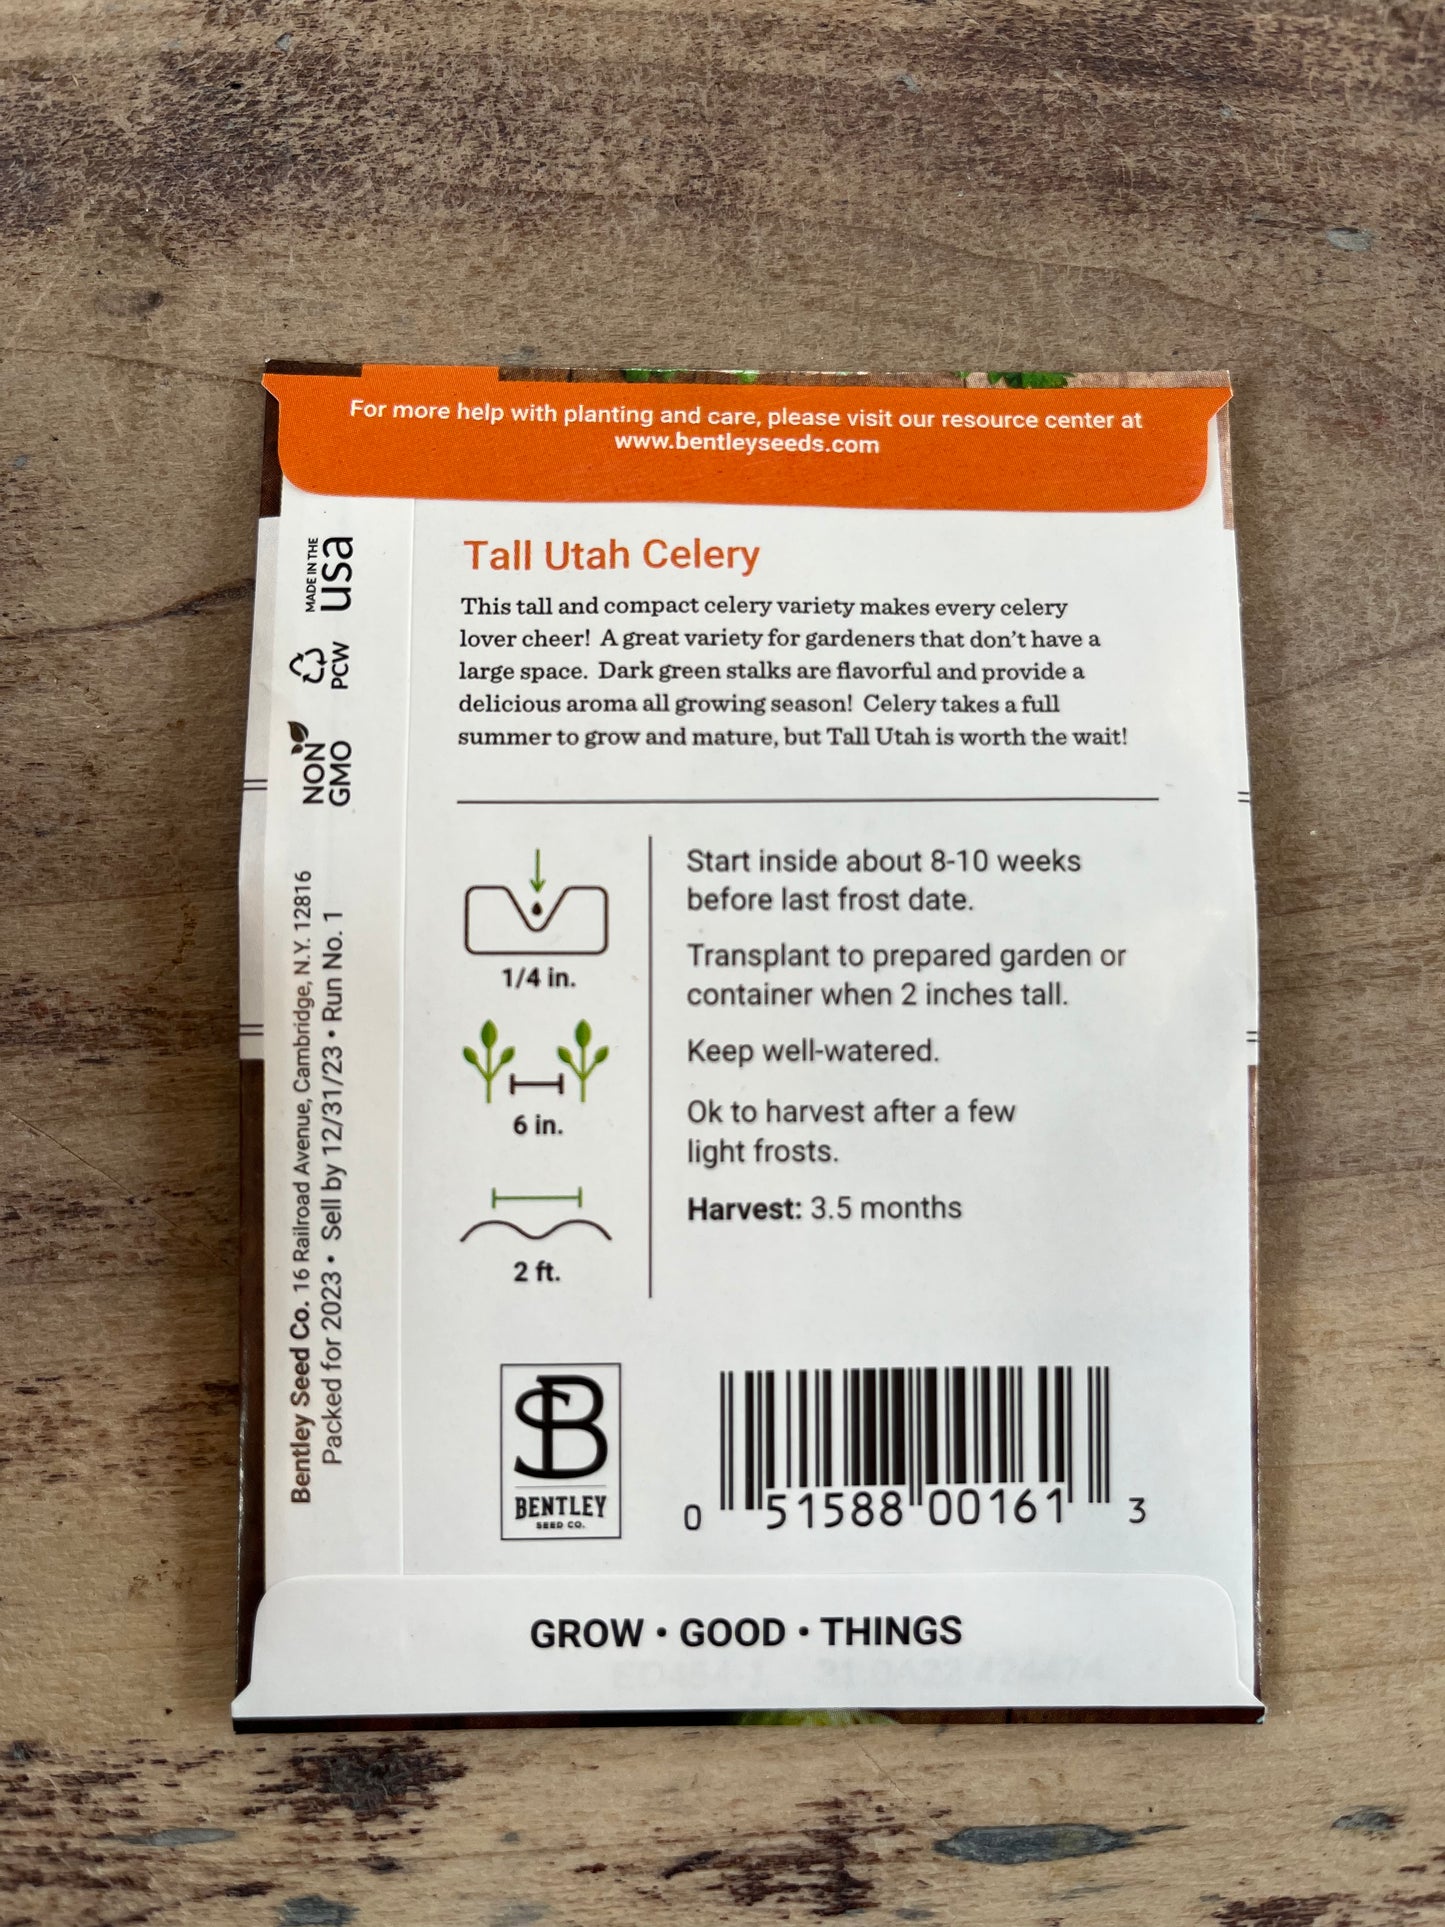 For more help with planting and care, please visit our resource center at
www.bentleyseeds.com
MADE IN THE
usa
PCW
NON
GMO
Bentley Seed Co. 16 Railroad Avenue, Cambridge, N.Y. 12816
Packed for 2023 • Sell by 12/31/23 • Run No. 1
Tall Utah Celery
This tall and compact celery variety makes every celery
lover cheer! A great variety for gardeners that don't have a
large space. Dark green stalks are flavorful and provide a
delicious aroma all growing season! Celery takes a full
summer to grow and mature, but Tall Utah is worth the wait!
1/4 in.
6 in.
2 ft.
Start inside about 8-10 weeks
before last frost date.
Transplant to prepared garden or
container when 2 inches tall.
Keep well-watered.
Ok to harvest after a few
light frosts.
Harvest: 3.5 months
SB
BENTLEY
SEED CO.
0 51588 00161 3
GROW • GOOD • THINGS